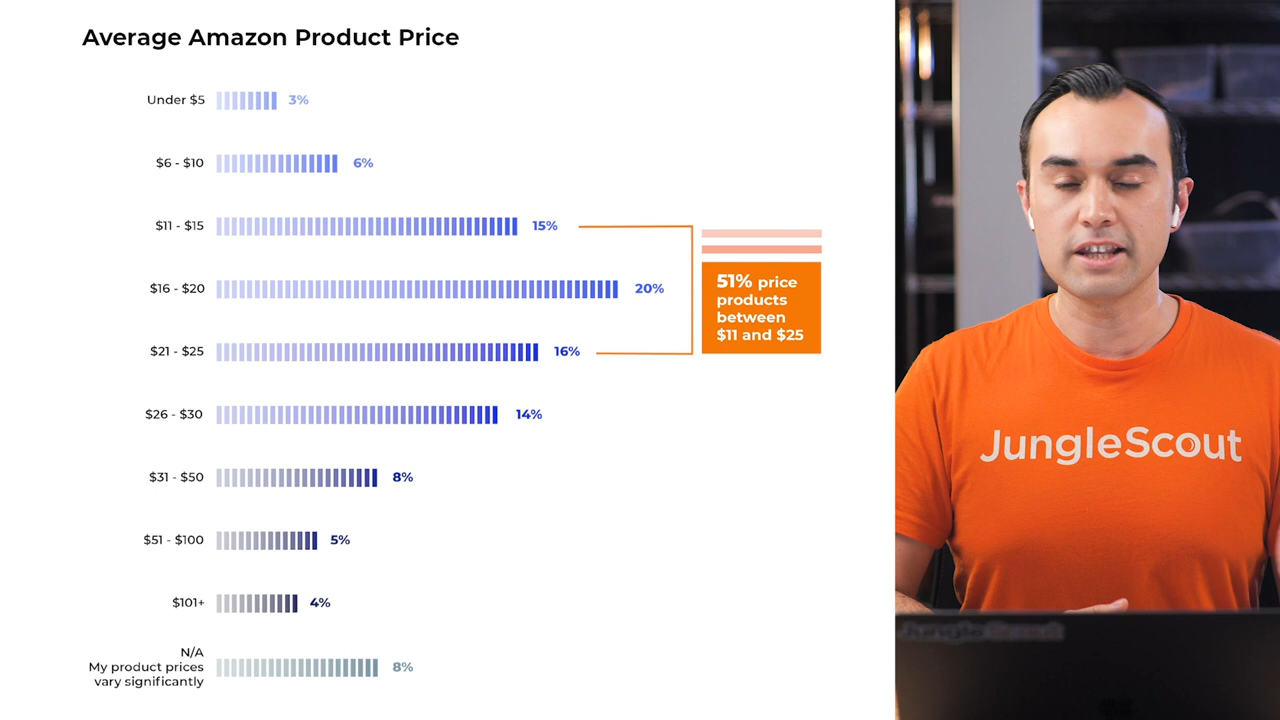 Average Amazon Product Price
Under $5 3%
$6 - $10 6%
$11 - $15 15%
$16 - $20 20%
$21 - $25 16%
51% price
products
between
$11 and $25
$26 - $30 14%
$31 - $50 8%
$51 - $100 5%
$101+ 4%
N/A
My product prices
vary significantly
8%
JungleScout
Jungle Scout